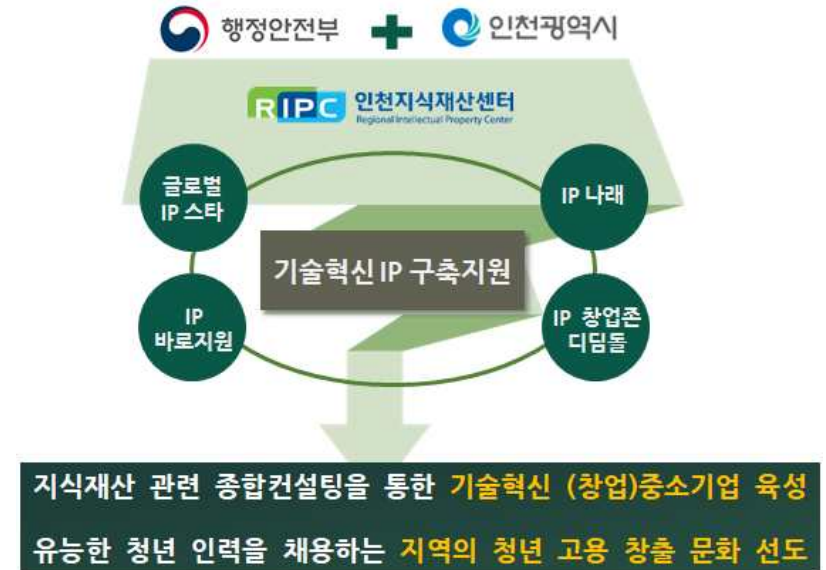 행정안전부
인천광역시
RIPC 인천지식재산센터
Regional Intellectual Property Center
글로벌
IP 스타
IP 나래
기술혁신 IP 구축지원
IP
바로지원
IP 창업존
디딤돌
지식재산 관련 종합컨설팅을 통한 기술혁신 (창업)중소기업 육성
유능한 청년 인력을 채용하는 지역의 청년 고용 창출 문화 선도